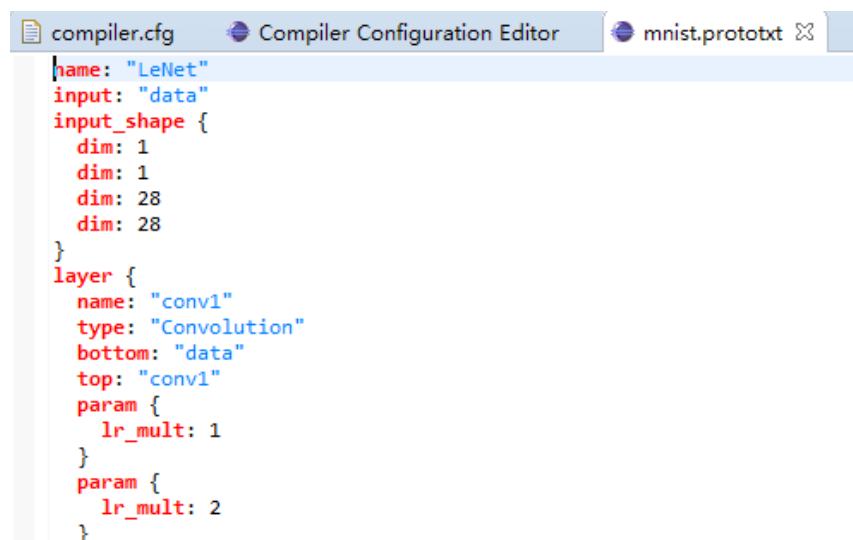 compiler.cfg Compiler Configuration Editor mnist.prototxt
name: "LeNet"
input: "data"
input_shape {
  dim: 1
  dim: 1
  dim: 28
  dim: 28
}
layer {
  name: "conv1"
  type: "Convolution"
  bottom: "data"
  top: "conv1"
  param {
    lr_mult: 1
  }
  param {
    lr_mult: 2
  }